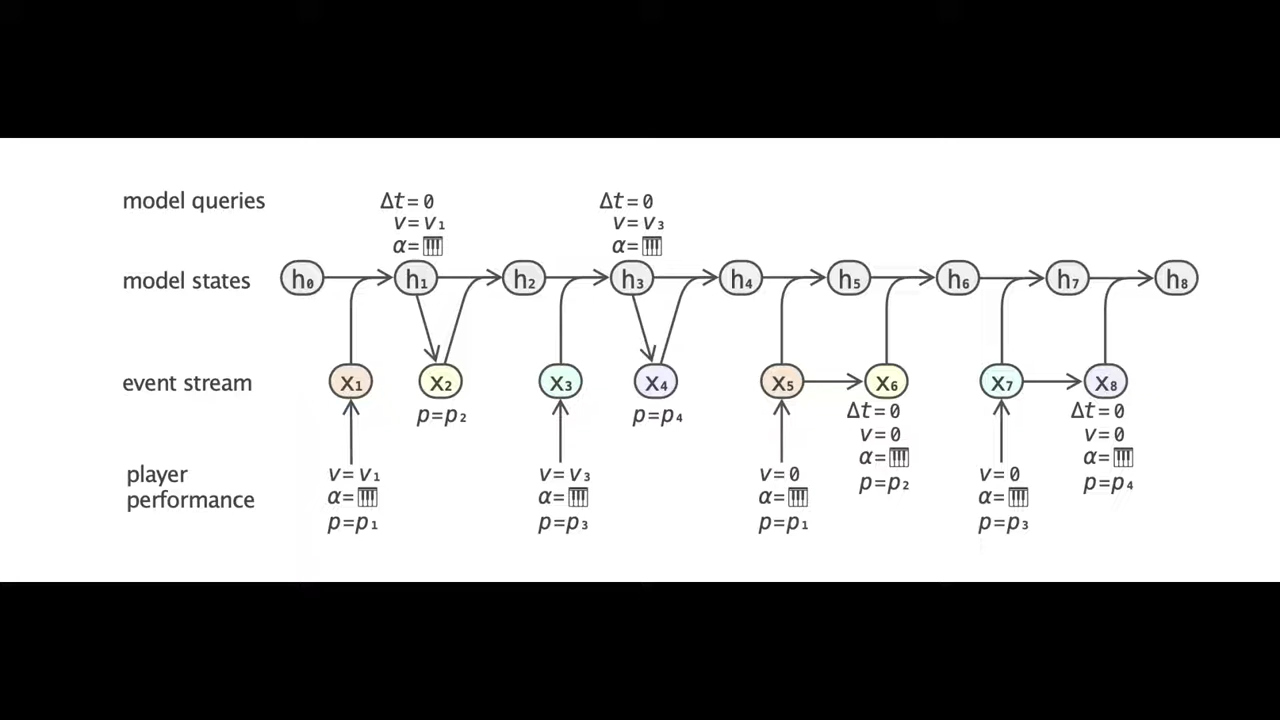 model queries
Δt=0
v=v₁
α=
Δt=0
v=v₃
α=
model states
h₀
h₁
h₂
h₃
h₄
h₅
h₆
h₇
h₈
event stream
x₁
x₂
x₃
x₄
x₅
x₆
x₇
x₈
p=p₂
p=p₄
Δt=0
v=0
α=
p=p₂
Δt=0
v=0
α=
p=p₄
player
performance
v=v₁
α=
p=p₁
v=v₃
α=
p=p₃
v=0
α=
p=p₁
v=0
α=
p=p₃